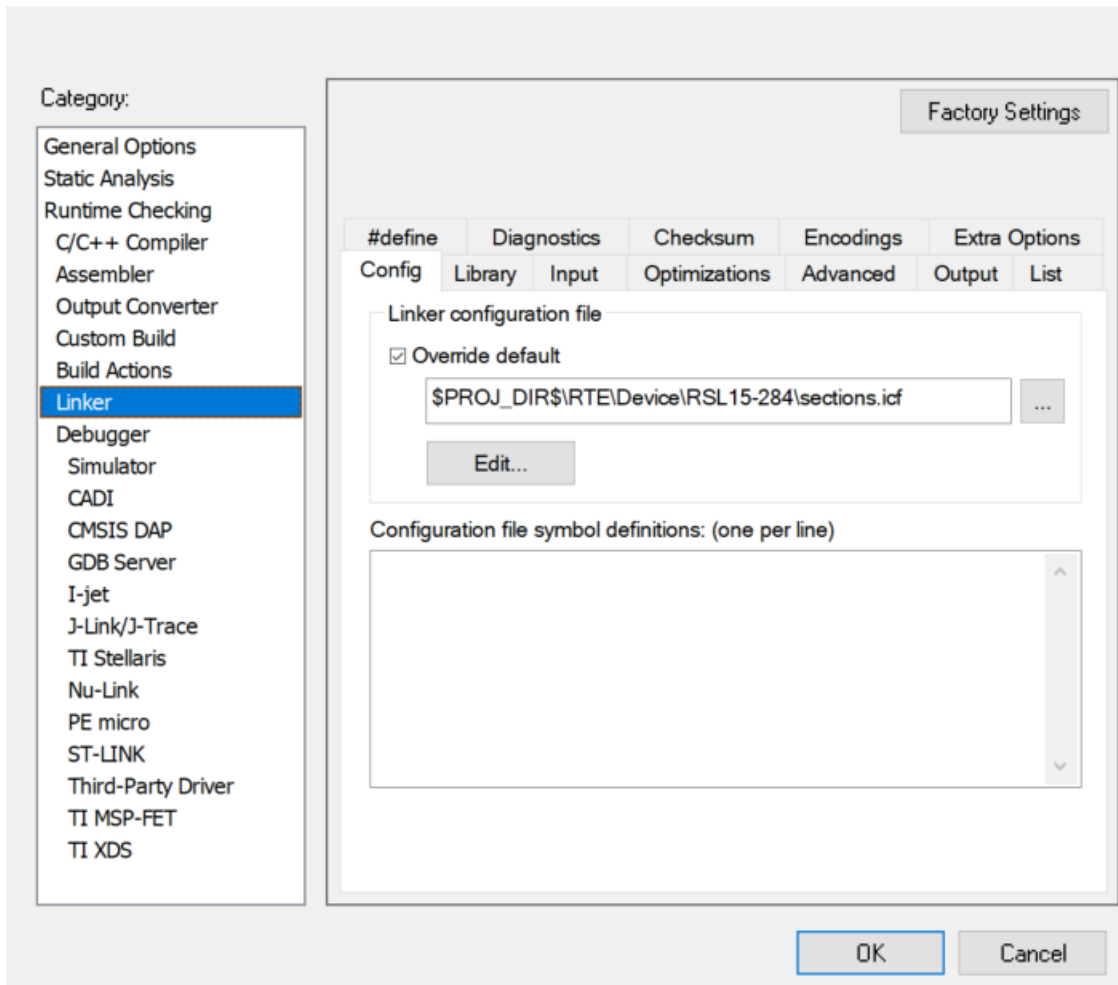 Category:
General Options
Static Analysis
Runtime Checking
C/C++ Compiler
Assembler
Output Converter
Custom Build
Build Actions
Linker
Debugger
Simulator
CADI
CMSIS DAP
GDB Server
I-jet
J-Link/J-Trace
TI Stellaris
Nu-Link
PE micro
ST-LINK
Third-Party Driver
TI MSP-FET
TI XDS
Factory Settings
#define Diagnostics Checksum Encodings Extra Options
Config Library Input Optimizations Advanced Output List
Linker configuration file
Override default
$PROJ_DIR$\RTE\Device\RSL15-284\sections.icf
...
Edit...
Configuration file symbol definitions: (one per line)
OK Cancel